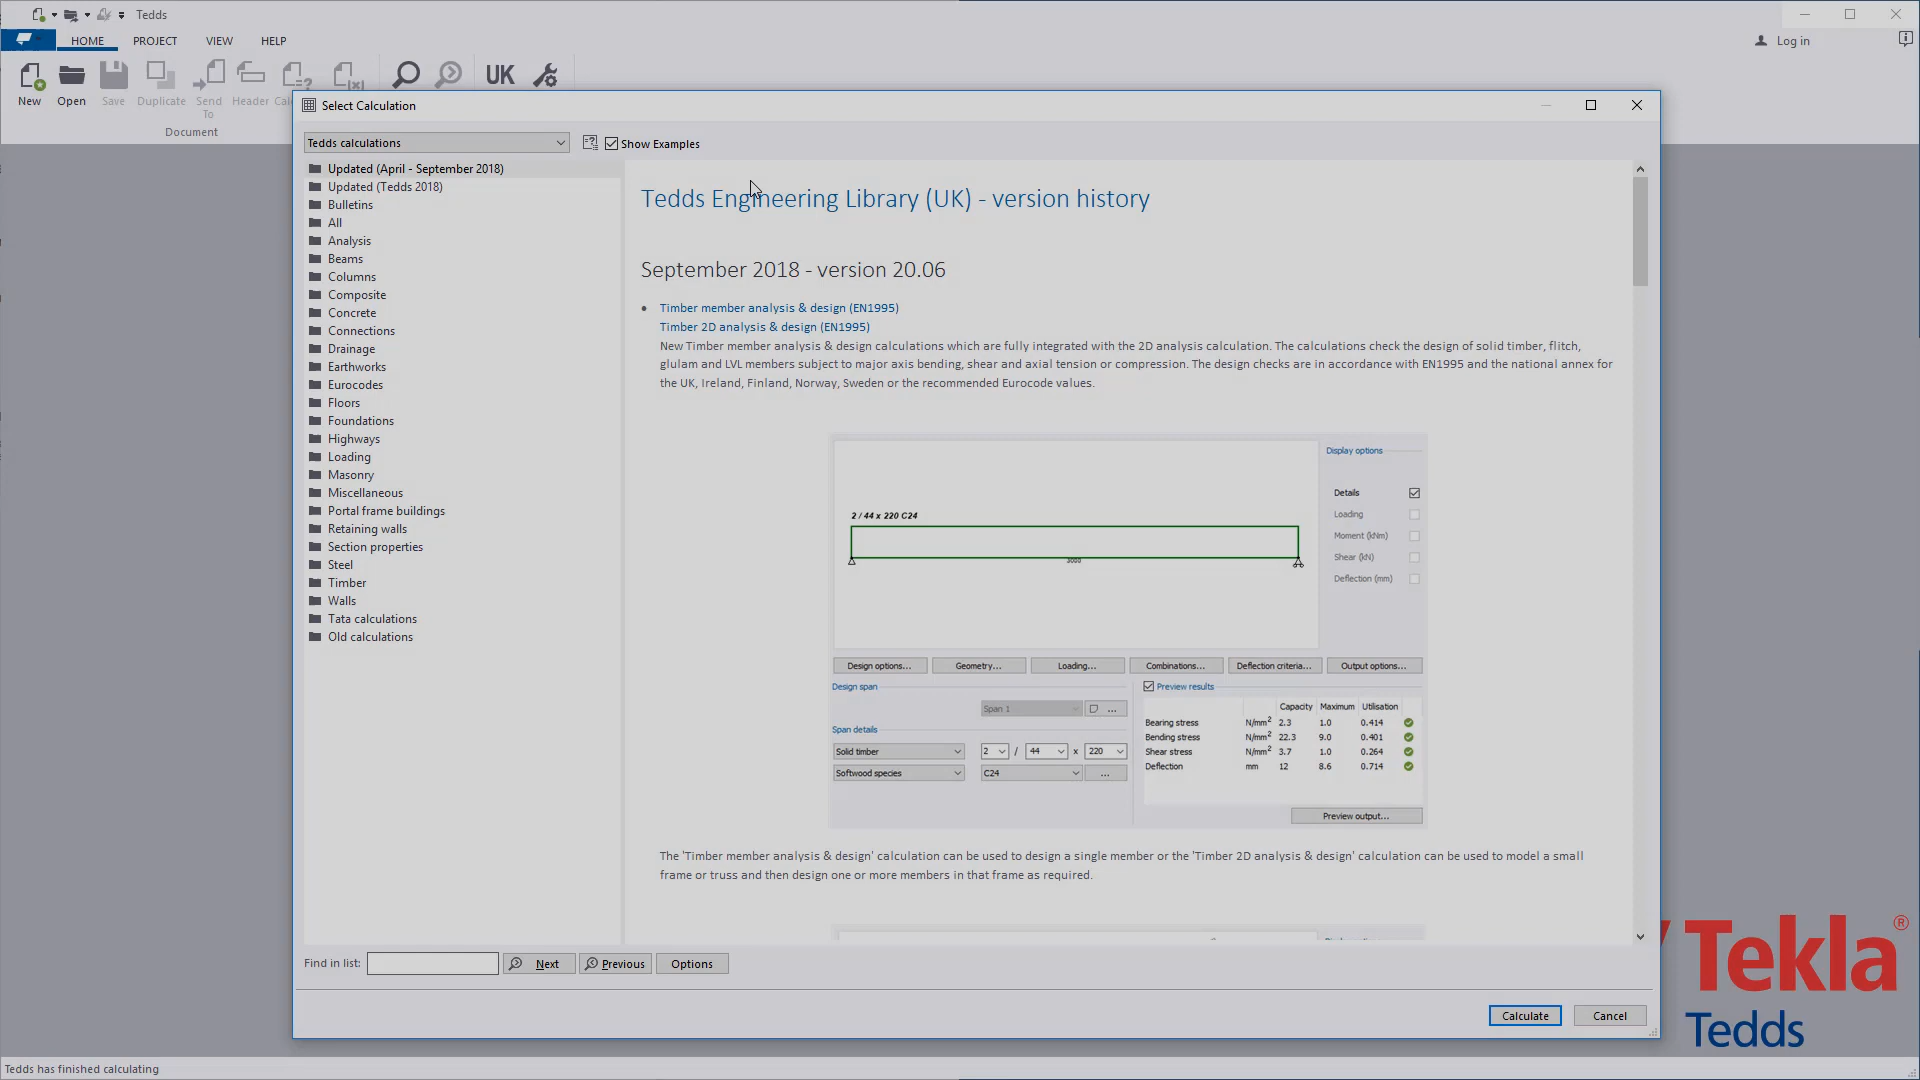 Tedds
HOME PROJECT VIEW HELP
Log in
New Open Save Duplicate Send To Header
UK
Document
Select Calculation
Tedds calculations
Show Examples
Updated (April - September 2018)
Updated (Tedds 2018)
Bulletins
All
Analysis
Beams
Columns
Composite
Concrete
Connections
Drainage
Earthworks
Eurocodes
Floors
Foundations
Highways
Loading
Masonry
Miscellaneous
Portal frame buildings
Retaining walls
Section properties
Steel
Timber
Walls
Tata calculations
Old calculations
Tedds Engineering Library (UK) - version history
September 2018 - version 20.06
• Timber member analysis & design (EN1995)
Timber 2D analysis & design (EN1995)
New Timber member analysis & design calculations which are fully integrated with the 2D analysis calculation. The calculations check the design of solid timber, flitch,
glulam and LVL members subject to major axis bending, shear and axial tension or compression. The design checks are in accordance with EN1995 and the national annex for
the UK, Ireland, Finland, Norway, Sweden or the recommended Eurocode values.
Display options
Details
Loading
Moment (kNm)
Shear (kN)
Deflection (mm)
2 / 44 x 220 C24
3000
Design options... Geometry... Loading... Combinations... Deflection criteria... Output options...
Design span
Span 1 ...
Span details
Solid timber 2 / 44 x 220
Softwood species C24 ...
Preview results
Capacity Maximum Utilisation
Bearing stress N/mm² 2.3 1.0 0.414
Bending stress N/mm² 22.3 9.0 0.401
Shear stress N/mm² 3.7 1.0 0.264
Deflection mm 12 8.6 0.714
Preview output...
The 'Timber member analysis & design' calculation can be used to design a single member or the 'Timber 2D analysis & design' calculation can be used to model a small
frame or truss and then design one or more members in that frame as required.
Find in list: Next Previous Options
Calculate Cancel
Tekla®
Tedds
Tedds has finished calculating